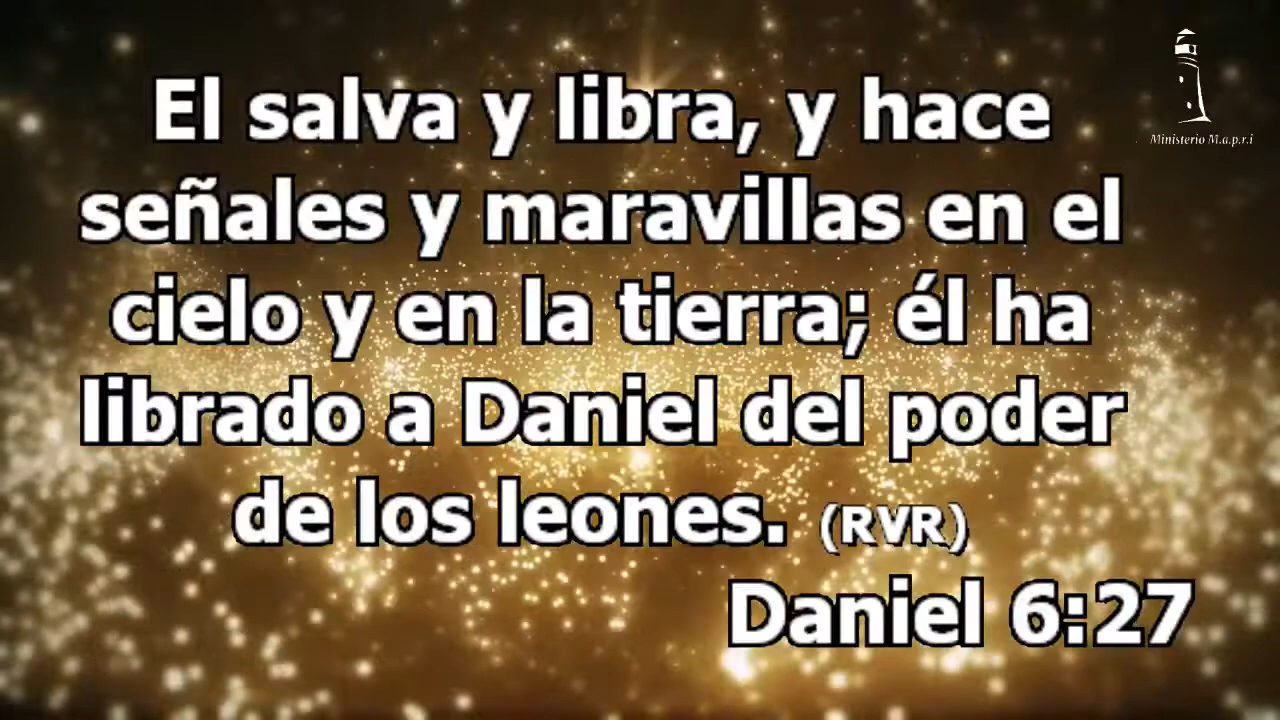 El salva y libra, y hace
señales y maravillas en el
cielo y en la tierra; él ha
librado a Daniel del poder
de los leones. (RVR)
Daniel 6:27
Ministerio M.a.p.r.i